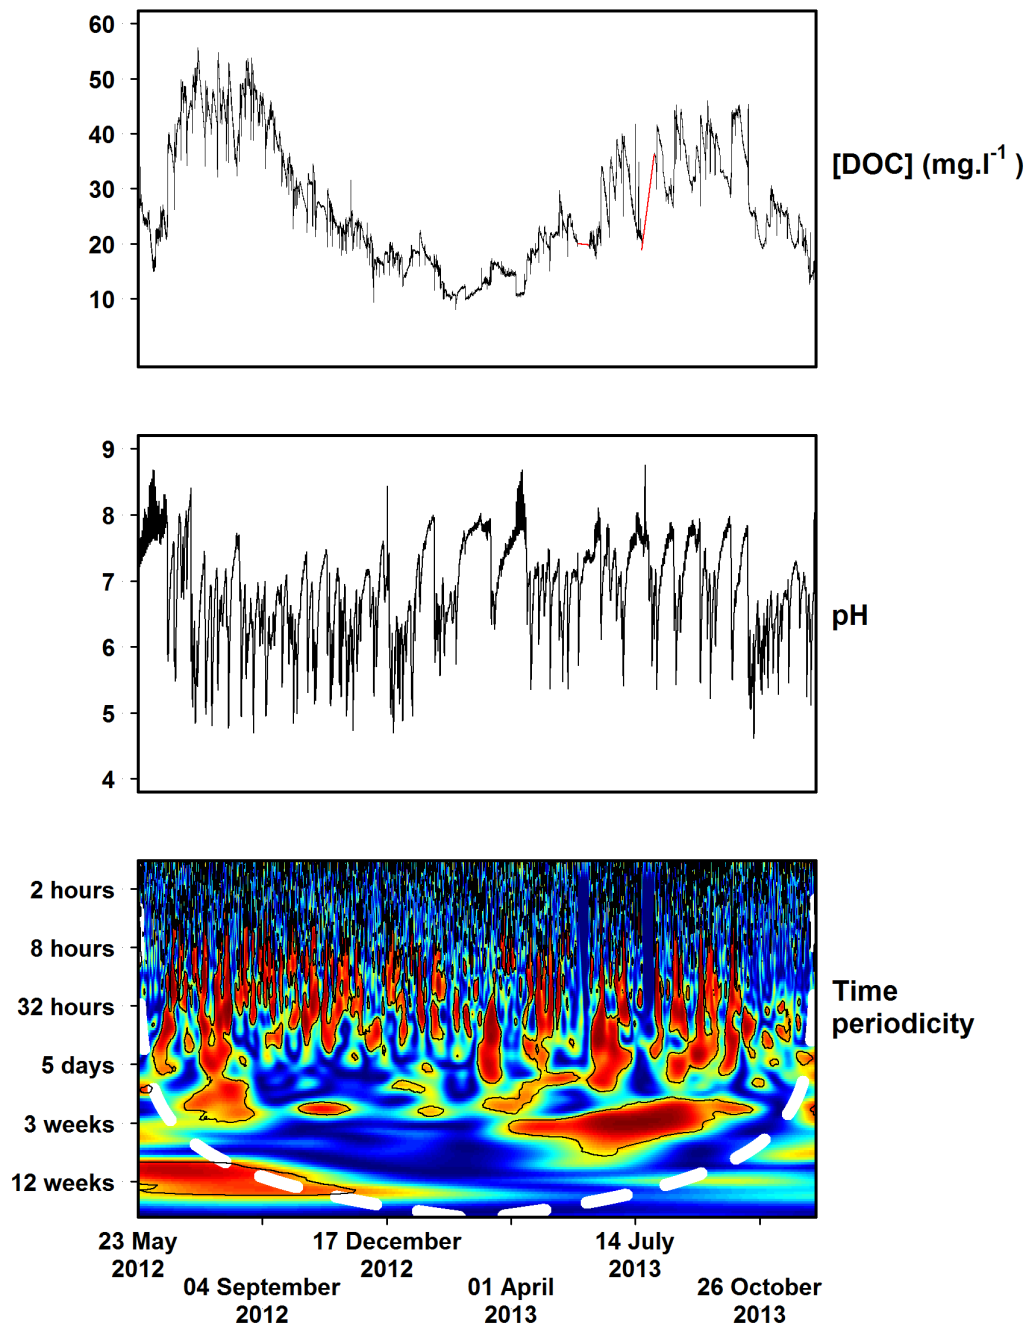 60
50
40
30
20
10
[DOC] (mg.l-1 )
9
8
7
6
5
4
pH
2 hours
8 hours
32 hours
5 days
3 weeks
12 weeks
Time
periodicity
23 May
2012
04 September
2012
17 December
2012
01 April
2013
14 July
2013
26 October
2013